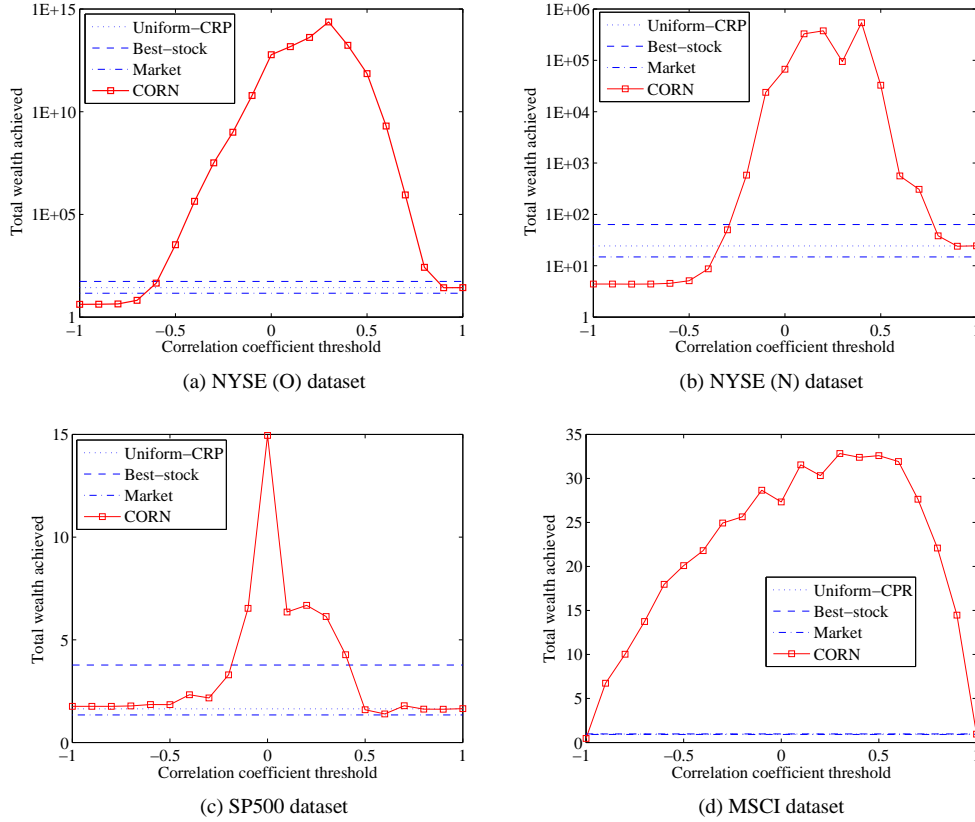 Uniform−CRP
Best−stock
Market
CORN
1E+15
1E+10
1E+05
1
−1
−0.5
0
0.5
1
Total wealth achieved
Correlation coefficient threshold
(a) NYSE (O) dataset
Uniform−CRP
Best−stock
Market
CORN
1E+06
1E+05
1E+04
1E+03
1E+02
1E+01
1
−1
−0.5
0
0.5
1
Total wealth achieved
Correlation coefficient threshold
(b) NYSE (N) dataset
Uniform−CRP
Best−stock
Market
CORN
15
10
5
0
−1
−0.5
0
0.5
1
Total wealth achieved
Correlation coefficient threshold
(c) SP500 dataset
Uniform−CPR
Best−stock
Market
CORN
35
30
25
20
15
10
5
0
−1
−0.5
0
0.5
1
Total wealth achieved
Correlation coefficient threshold
(d) MSCI dataset